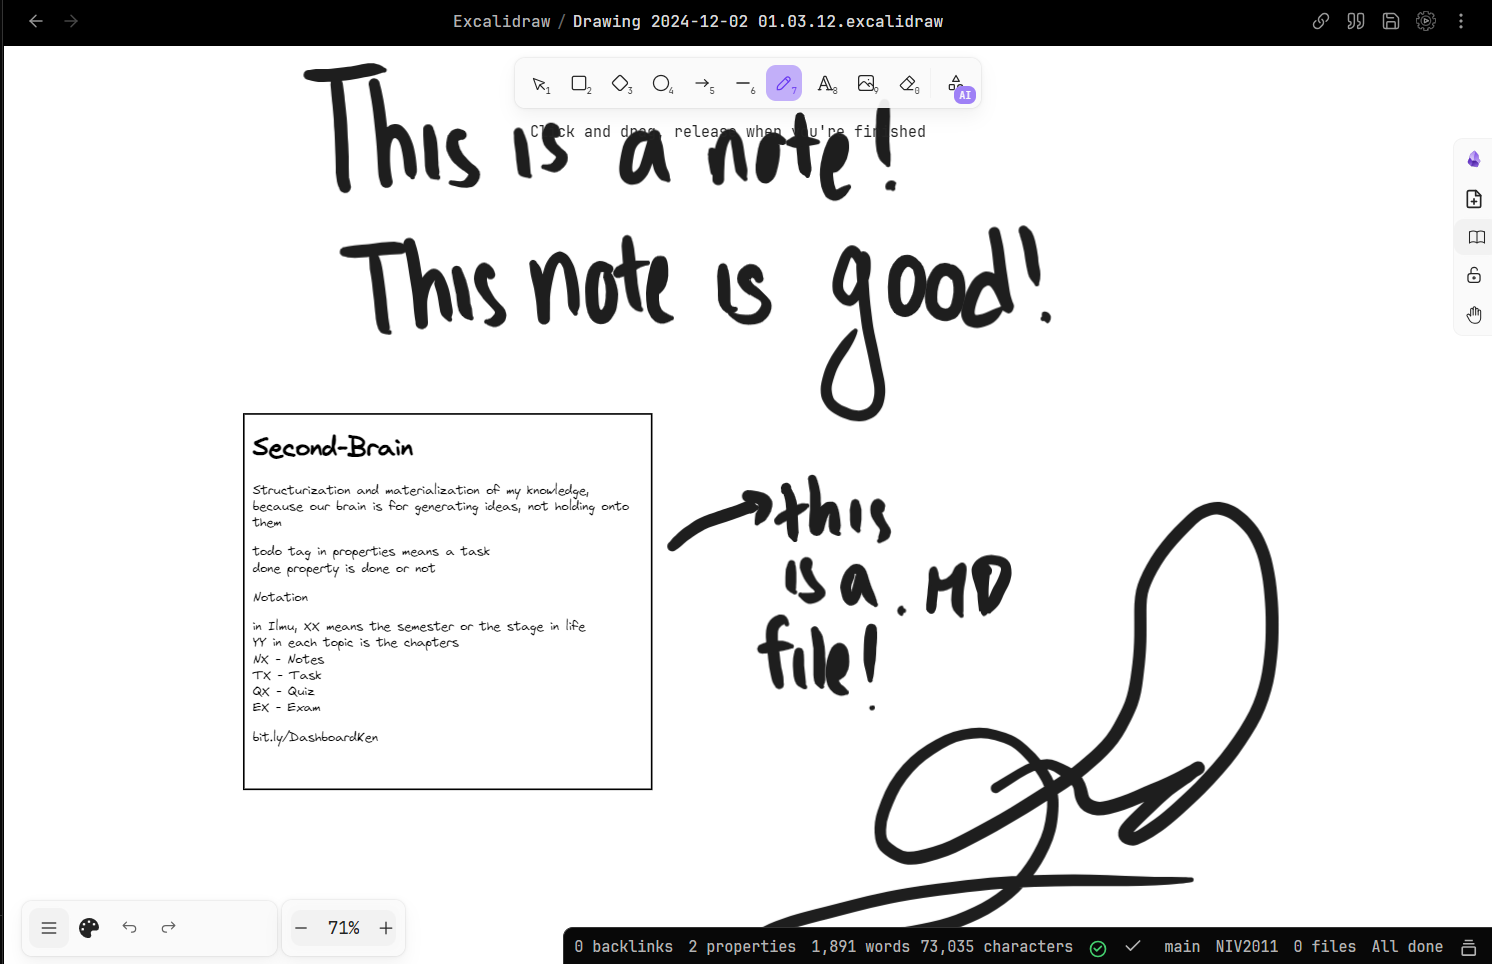 Excalidraw / Drawing 2024-12-02 01.03.12.excalidraw
1 2 3 4 5 6 7 8 9 0 AI
Click and drag, release when you're finished
This is a note!
This note is good!
Second-Brain
Structurization and materialization of my knowledge,
because our brain is for generating ideas, not holding onto
them
todo tag in properties means a task
done property is done or not
Notation
in Ilmu, XX means the semester or the stage in life
YY in each topic is the chapters
NX - Notes
TX - Task
QX - Quiz
EX - Exam
bit.ly/DashboardKen
this
is a .MD
file!
71%
0 backlinks 2 properties 1,891 words 73,035 characters main NIV2011 0 files All done